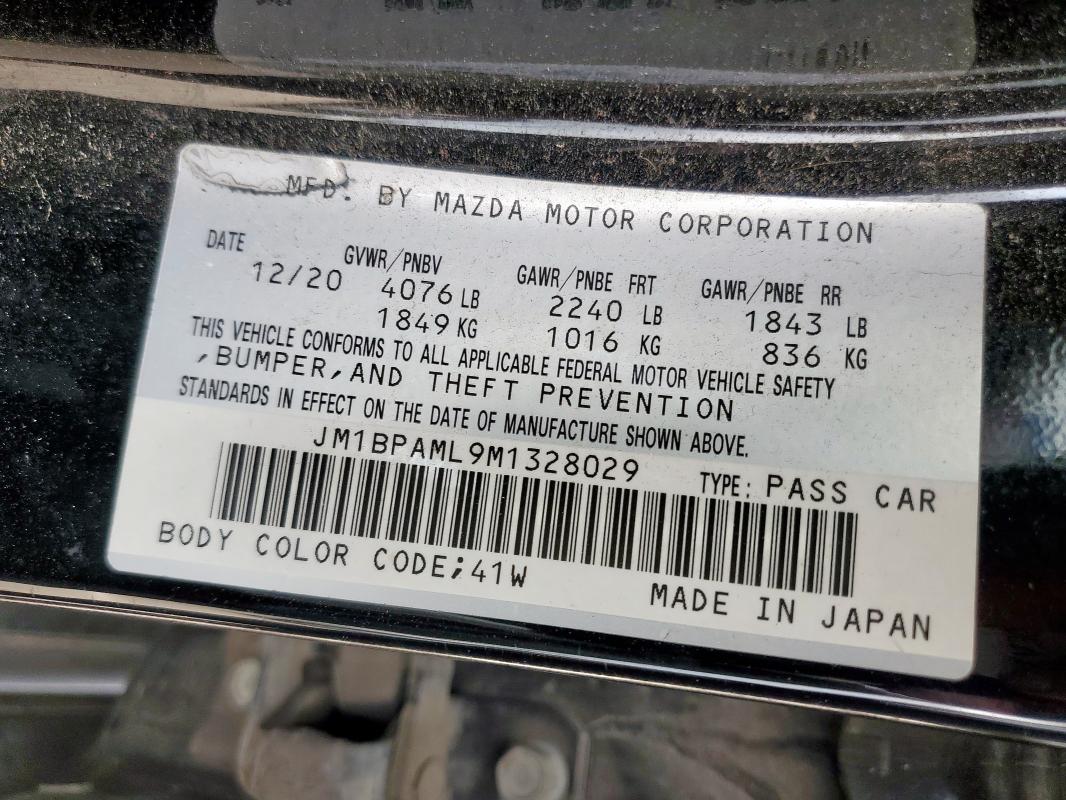 MFD. BY MAZDA MOTOR CORPORATION
DATE GVWR/PNBV GAWR/PNBE FRT GAWR/PNBE RR
12/20 4076 LB 2240 LB 1843 LB
1849 KG 1016 KG 836 KG
THIS VEHICLE CONFORMS TO ALL APPLICABLE FEDERAL MOTOR VEHICLE SAFETY
,BUMPER,AND THEFT PREVENTION
STANDARDS IN EFFECT ON THE DATE OF MANUFACTURE SHOWN ABOVE.
JM1BPAML9M1328029 TYPE: PASS CAR
BODY COLOR CODE;41W
MADE IN JAPAN